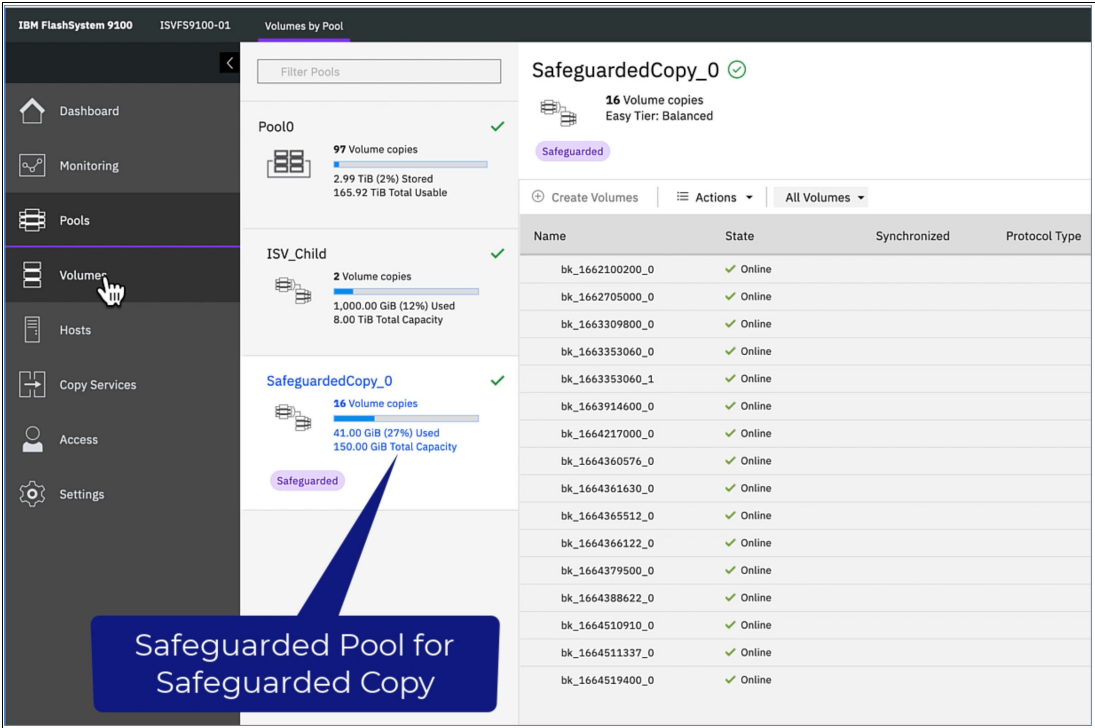 IBM FlashSystem 9100 ISVFS9100-01 Volumes by Pool
Dashboard
Monitoring
Pools
Volumes
Hosts
Copy Services
Access
Settings
Filter Pools
Pool0
97 Volume copies
2.99 TiB (2%) Stored
165.92 TiB Total Usable
ISV_Child
2 Volume copies
1,000.00 GiB (12%) Used
8.00 TiB Total Capacity
SafeguardedCopy_0
16 Volume copies
41.00 GiB (27%) Used
150.00 GiB Total Capacity
Safeguarded
Safeguarded Pool for
Safeguarded Copy
SafeguardedCopy_0
16 Volume copies
Easy Tier: Balanced
Safeguarded
Create Volumes Actions All Volumes
Name State Synchronized Protocol Type
bk_1662100200_0 Online
bk_1662705000_0 Online
bk_1663309800_0 Online
bk_1663353060_0 Online
bk_1663353060_1 Online
bk_1663914600_0 Online
bk_1664217000_0 Online
bk_1664360576_0 Online
bk_1664361630_0 Online
bk_1664365512_0 Online
bk_1664366122_0 Online
bk_1664379500_0 Online
bk_1664388622_0 Online
bk_1664510910_0 Online
bk_1664511337_0 Online
bk_1664519400_0 Online